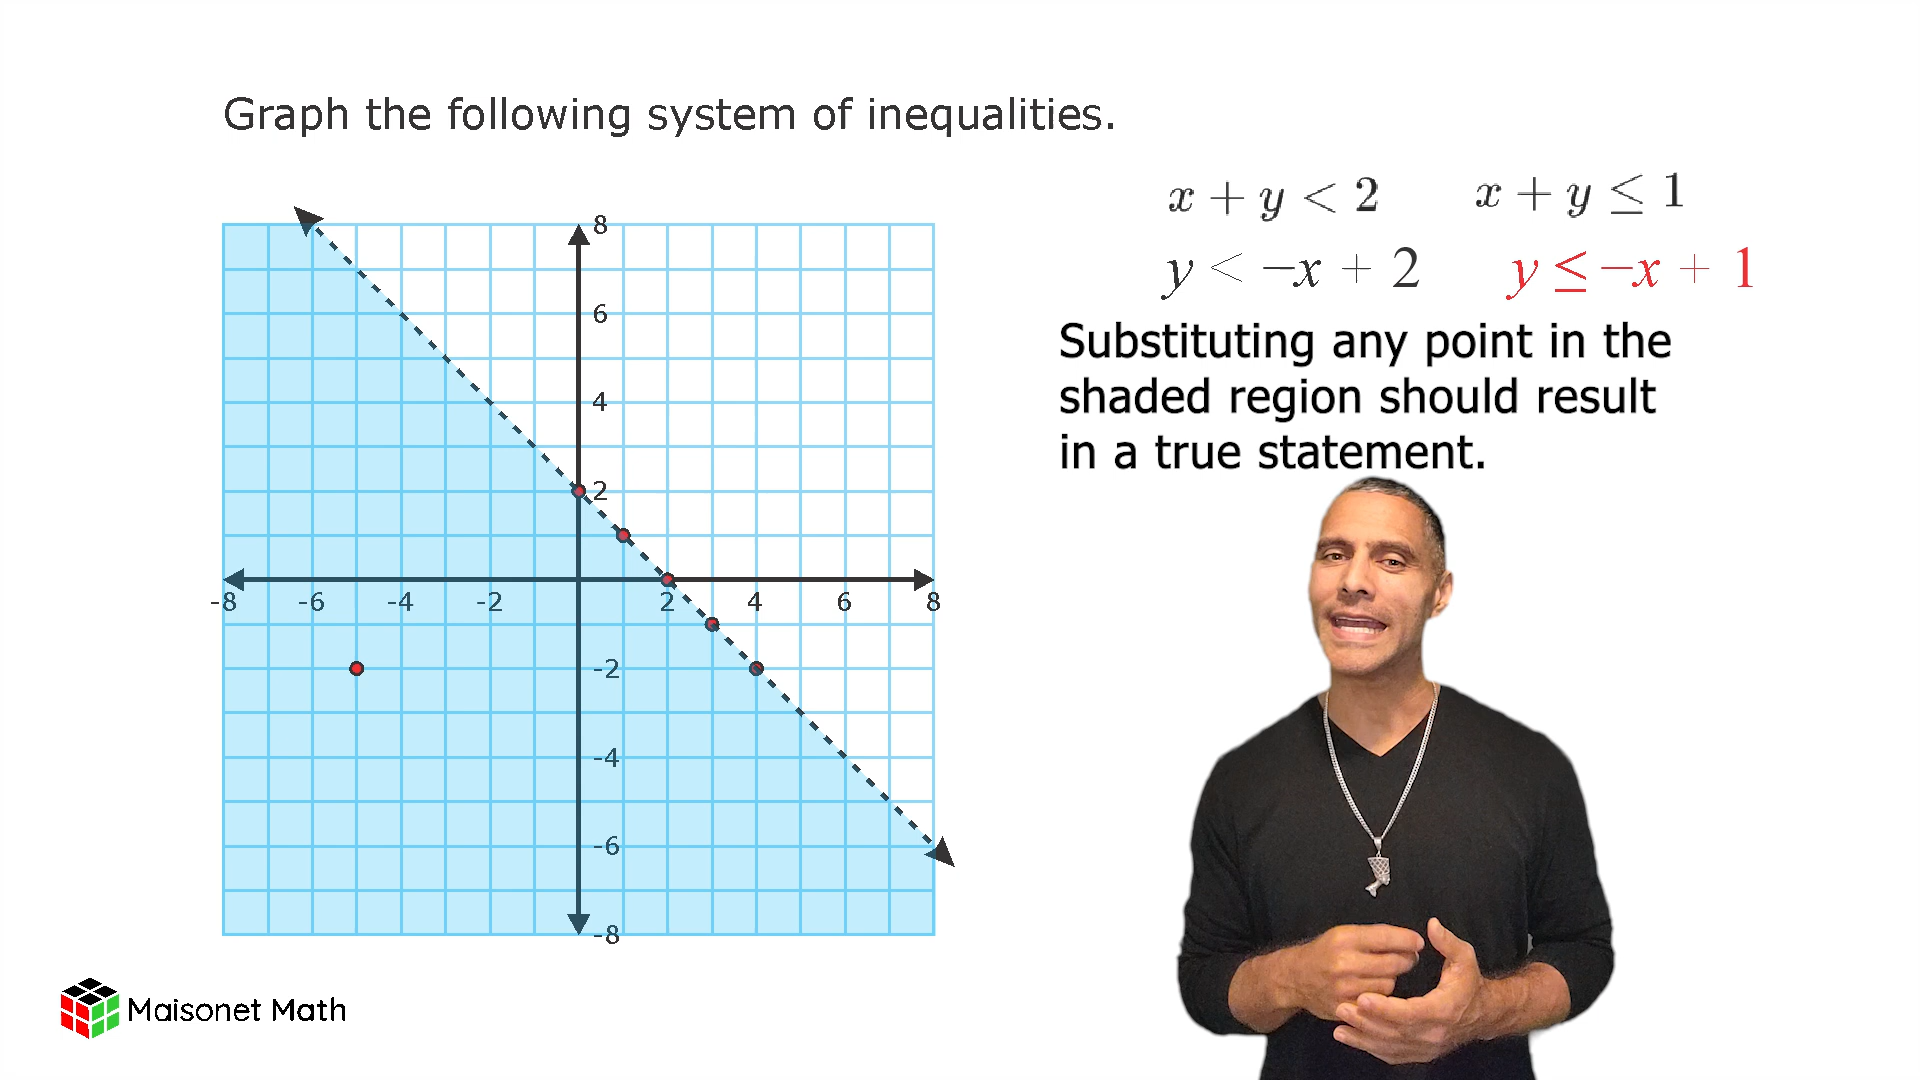 Graph the following system of inequalities.
x + y < 2
x + y ≤ 1
y < −x + 2
y ≤ −x + 1
Substituting any point in the
shaded region should result
in a true statement.
8
6
4
2
-8 -6 -4 -2 2 4 6 8
-2
-4
-6
-8
Maisonet Math